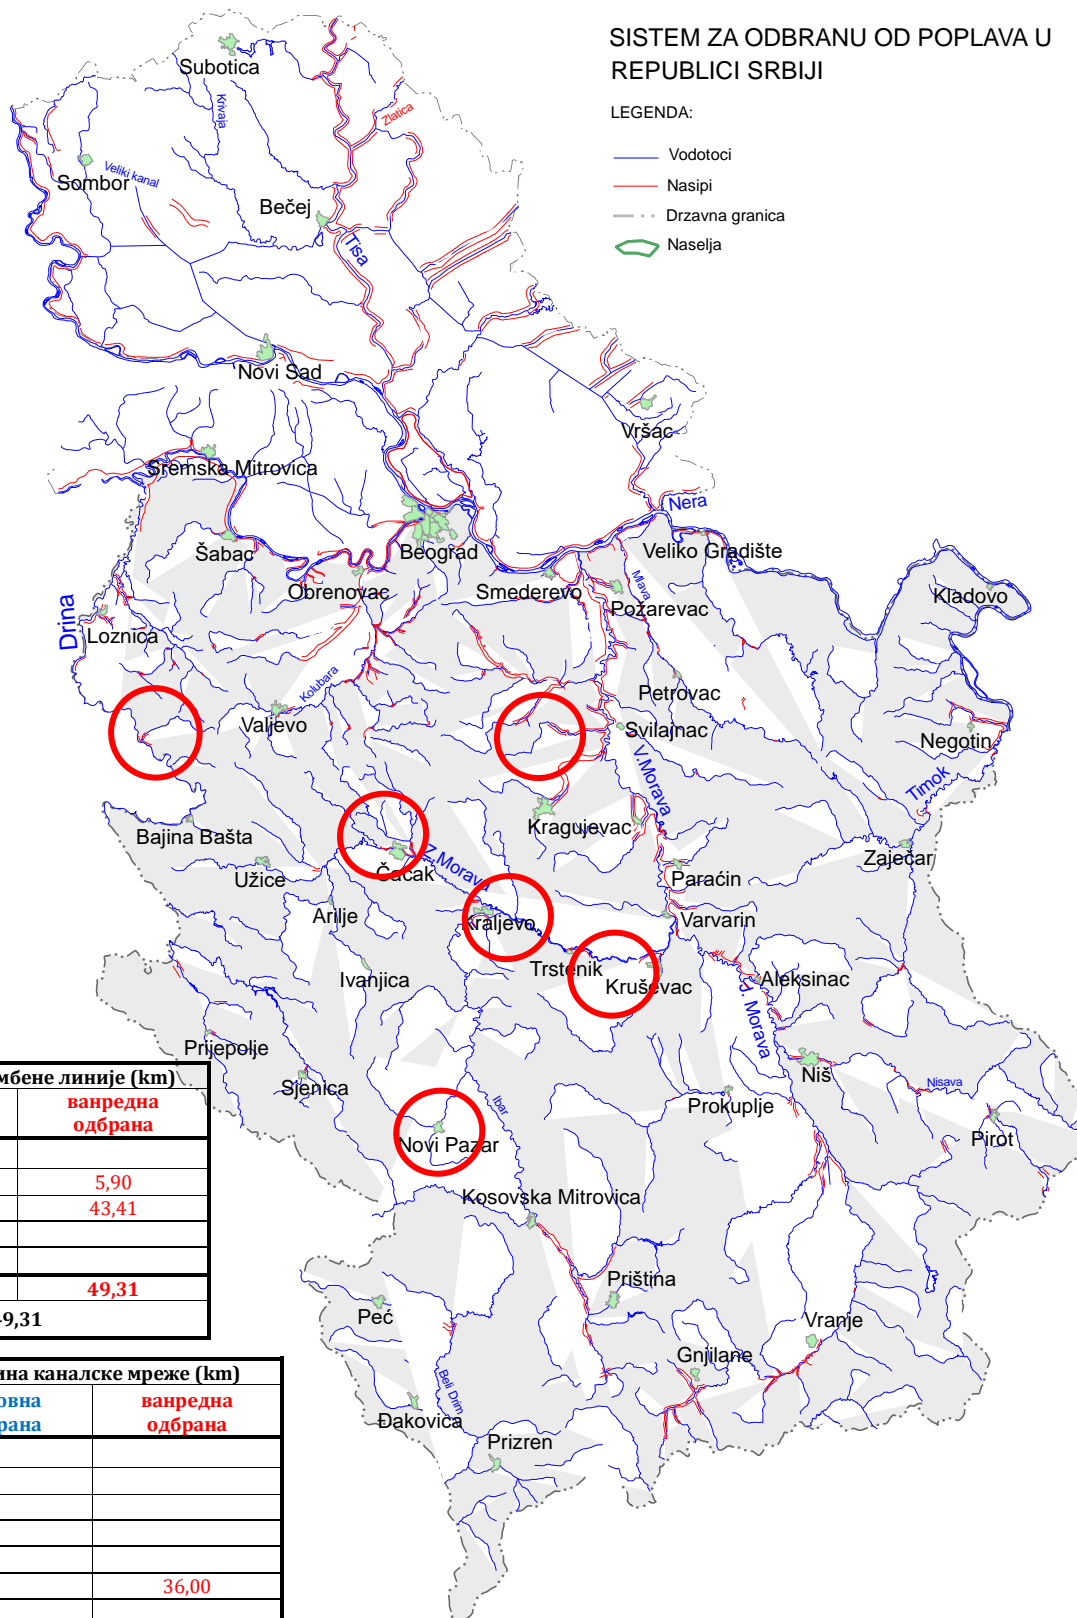 SISTEM ZA ODBRANU OD POPLAVA U
REPUBLICI SRBIJI
LEGENDA:
Vodotoci
Nasipi
Drzavna granica
Naselja
Subotica
Krivaja
Zlatica
Sombor
Veliki kanal
Bečej
Tisa
Novi Sad
Vršac
Sremska Mitrovica
Nera
Šabac
Beograd
Veliko Gradište
Obrenovac
Smederevo
Mlava
Požarevac
Kladovo
Drina
Loznica
Kolubara
Petrovac
Valjevo
Svilajnac
Negotin
V.Morava
Timok
Bajina Bašta
Kragujevac
Zaječar
Čačak
Z.Morava
Užice
Paraćin
Arilje
Kraljevo
Varvarin
Trstenik
Ivanjica
Kruševac
Aleksinac
J. Morava
Prijepolje
Niš
Sjenica
Ibar
Prokuplje
Nisava
Pirot
Novi Pazar
Kosovska Mitrovica
Priština
Peć
Vranje
Gnjilane
Beli Drim
Đakovica
Prizren
мбене линије (km)
ванредна
одбрана
5,90
43,41
49,31
9,31
ина каналске мреже (km)
овна ванредна
рана одбрана
36,00